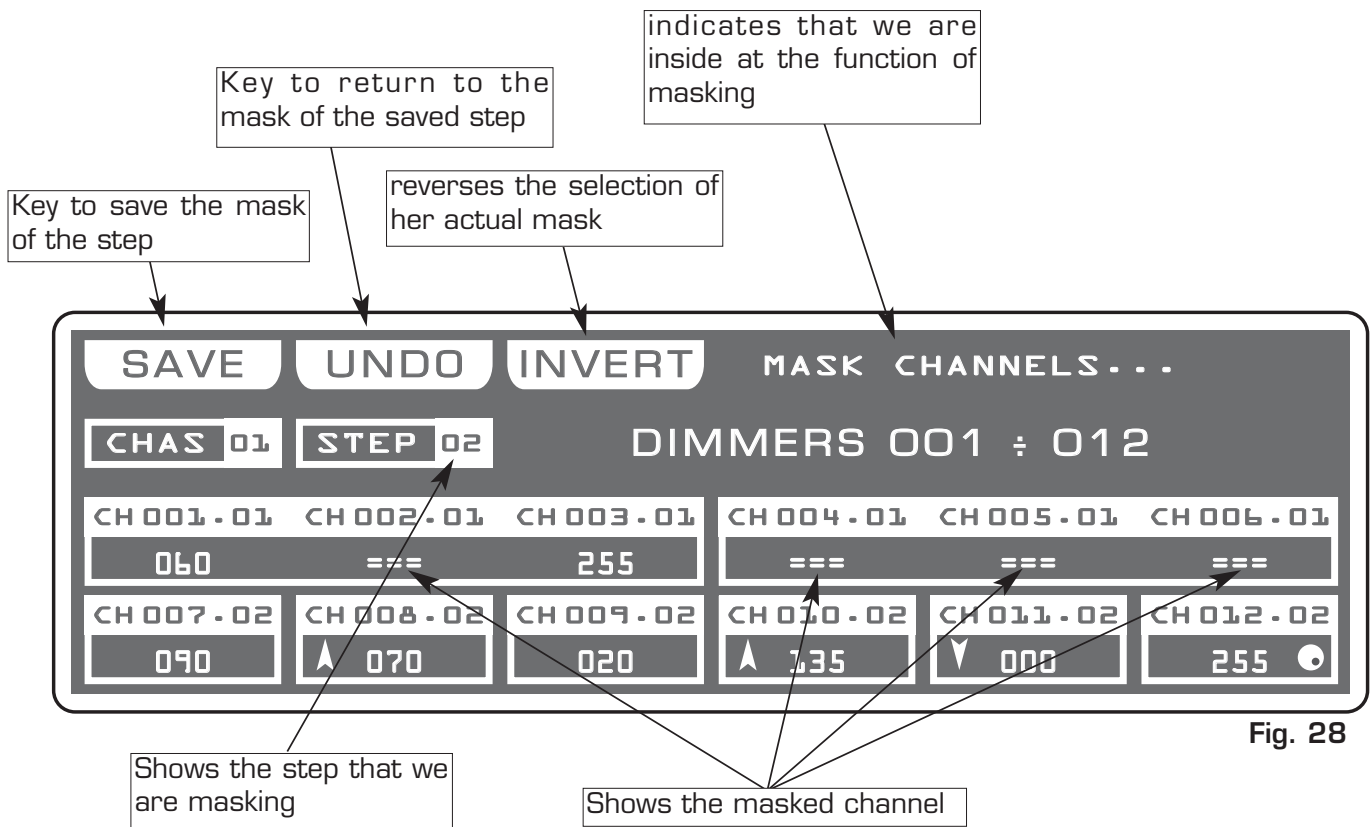 indicates that we are
inside at the function of
masking
Key to return to the
mask of the saved step
reverses the selection of
her actual mask
Key to save the mask
of the step
SAVE UNDO INVERT MASK CHANNELS...
CHAS 01 STEP 02 DIMMERS 001 ÷ 012
CH 001.01 CH 002.01 CH 003.01 CH 004.01 CH 005.01 CH 006.01
060 === 255 === === ===
CH 007.02 CH 008.02 CH 009.02 CH 010.02 CH 011.02 CH 012.02
090 070 020 135 000 255
Fig. 28
Shows the step that we
are masking
Shows the masked channel